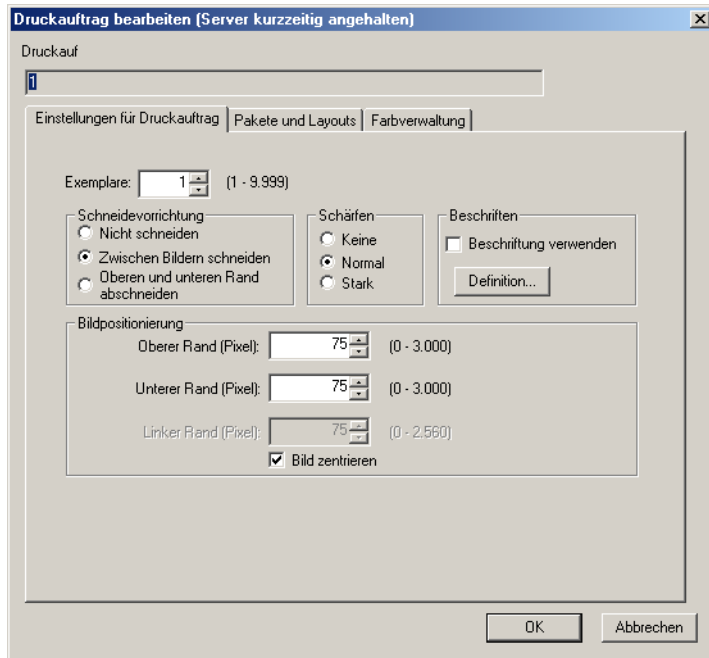 Druckauftrag bearbeiten (Server kurzzeitig angehalten)
Druckauf
1
Einstellungen für Druckauftrag Pakete und Layouts Farbverwaltung
Exemplare: 1 (1 - 9.999)
Schneidevorrichtung
Nicht schneiden
Zwischen Bildern schneiden
Oberen und unteren Rand
abschneiden
Schärfen
Keine
Normal
Stark
Beschriften
Beschriftung verwenden
Definition...
Bildpositionierung
Oberer Rand (Pixel): 75 (0 - 3.000)
Unterer Rand (Pixel): 75 (0 - 3.000)
Linker Rand (Pixel): 75 (0 - 2.560)
Bild zentrieren
OK Abbrechen